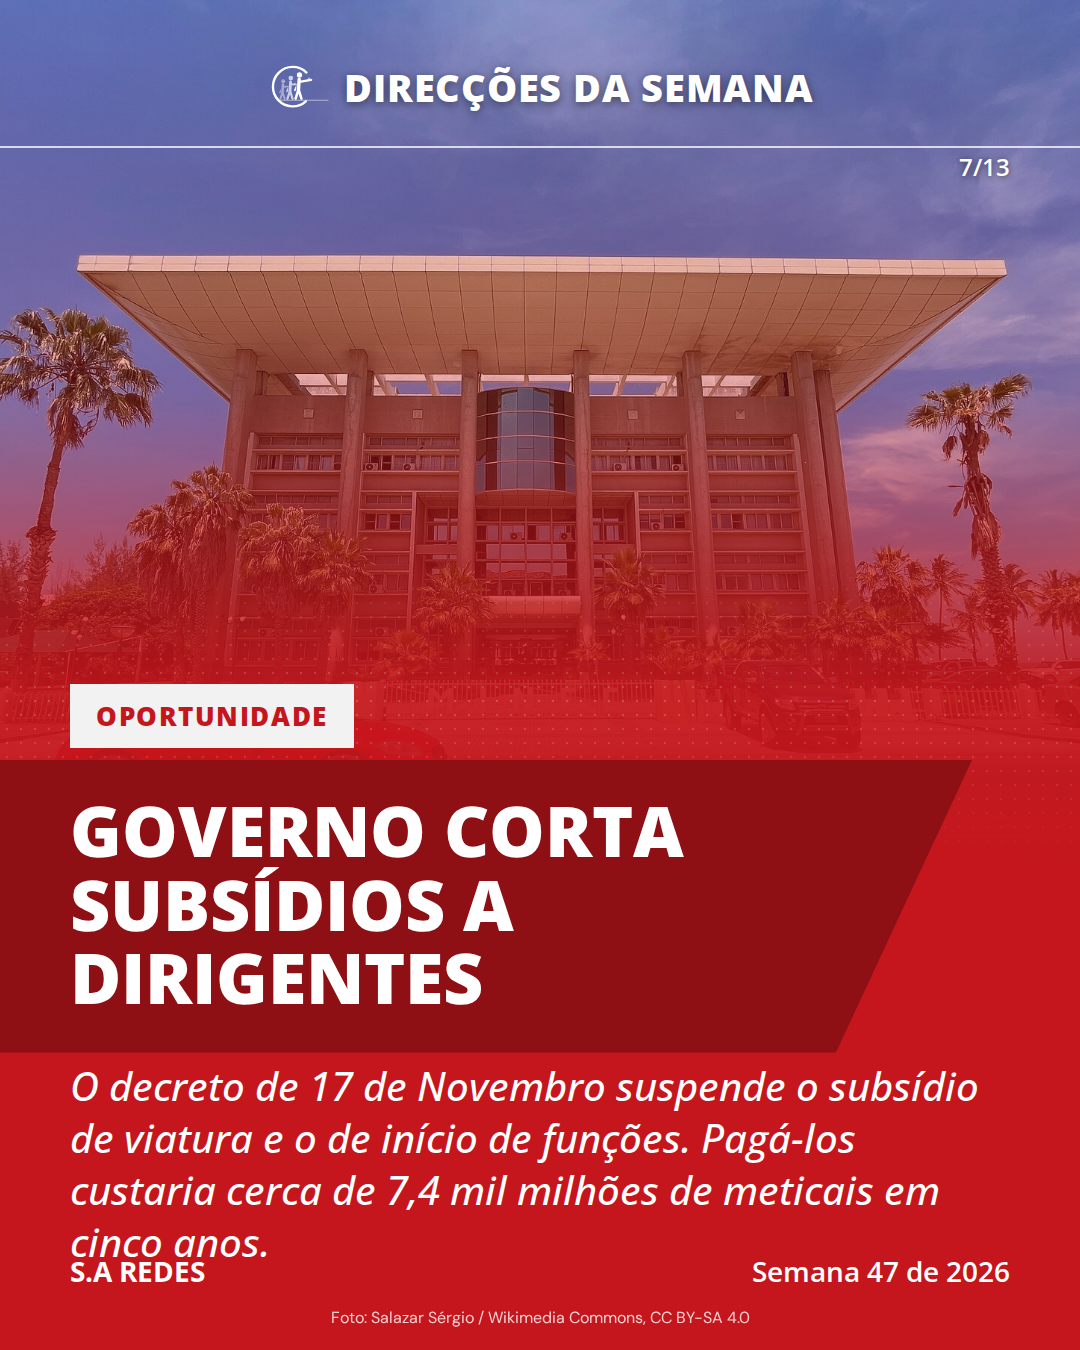 DIRECÇÕES DA SEMANA
7/13
OPORTUNIDADE
GOVERNO CORTA
SUBSÍDIOS A
DIRIGENTES
O decreto de 17 de Novembro suspende o subsídio
de viatura e o de início de funções. Pagá-los
custaria cerca de 7,4 mil milhões de meticais em
cinco anos.
S.A REDES
Semana 47 de 2026
Foto: Salazar Sérgio / Wikimedia Commons, CC BY-SA 4.0